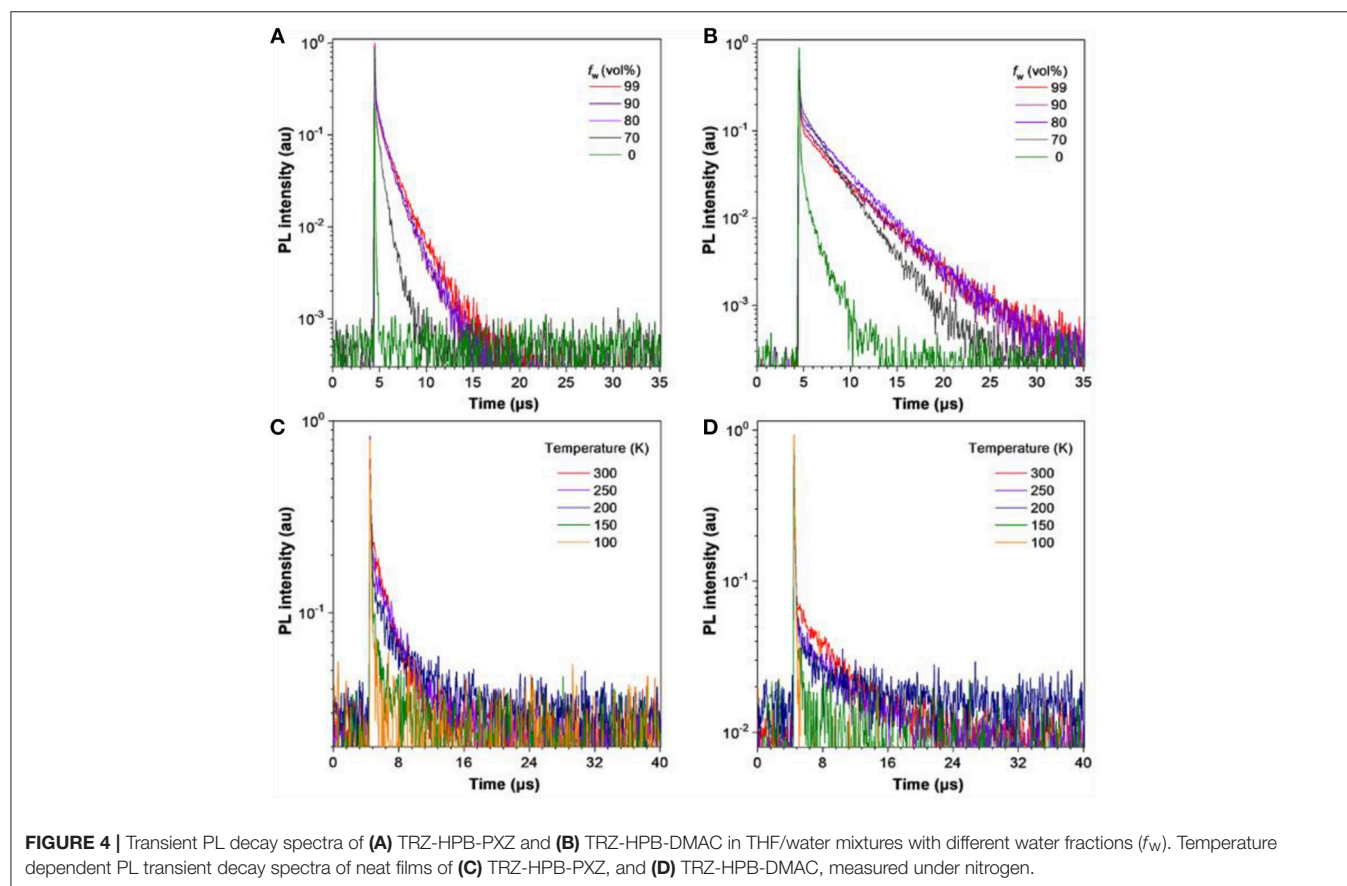 A
10⁰
10⁻¹
10⁻²
10⁻³
PL intensity (au)
fw (vol%)
99
90
80
70
0
0 5 10 15 20 25 30 35
Time (µs)
B
10⁰
10⁻¹
10⁻²
10⁻³
PL intensity (au)
fw (vol%)
99
90
80
70
0
0 5 10 15 20 25 30 35
Time (µs)
C
10⁰
10⁻¹
PL intensity (au)
Temperature (K)
300
250
200
150
100
0 8 16 24 32 40
Time (µs)
D
10⁰
10⁻¹
10⁻²
PL intensity (au)
Temperature (K)
300
250
200
150
100
0 8 16 24 32 40
Time (µs)
FIGURE 4 | Transient PL decay spectra of (A) TRZ-HPB-PXZ and (B) TRZ-HPB-DMAC in THF/water mixtures with different water fractions (fw). Temperature
dependent PL transient decay spectra of neat films of (C) TRZ-HPB-PXZ, and (D) TRZ-HPB-DMAC, measured under nitrogen.